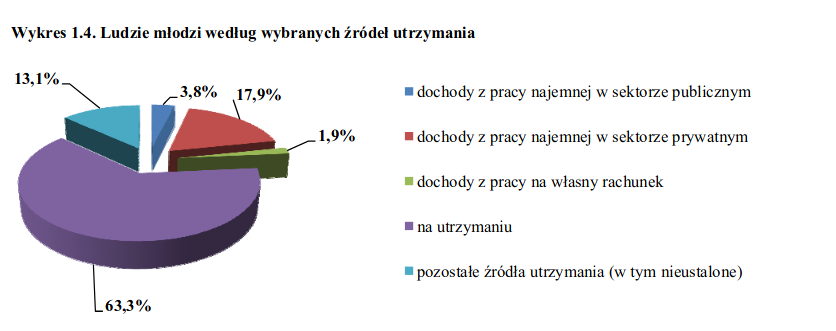 Wykres 1.4. Ludzie młodzi według wybranych źródeł utrzymania
13,1%
3,8%
17,9%
1,9%
63,3%
dochody z pracy najemnej w sektorze publicznym
dochody z pracy najemnej w sektorze prywatnym
dochody z pracy na własny rachunek
na utrzymaniu
pozostałe źródła utrzymania (w tym nieustalone)